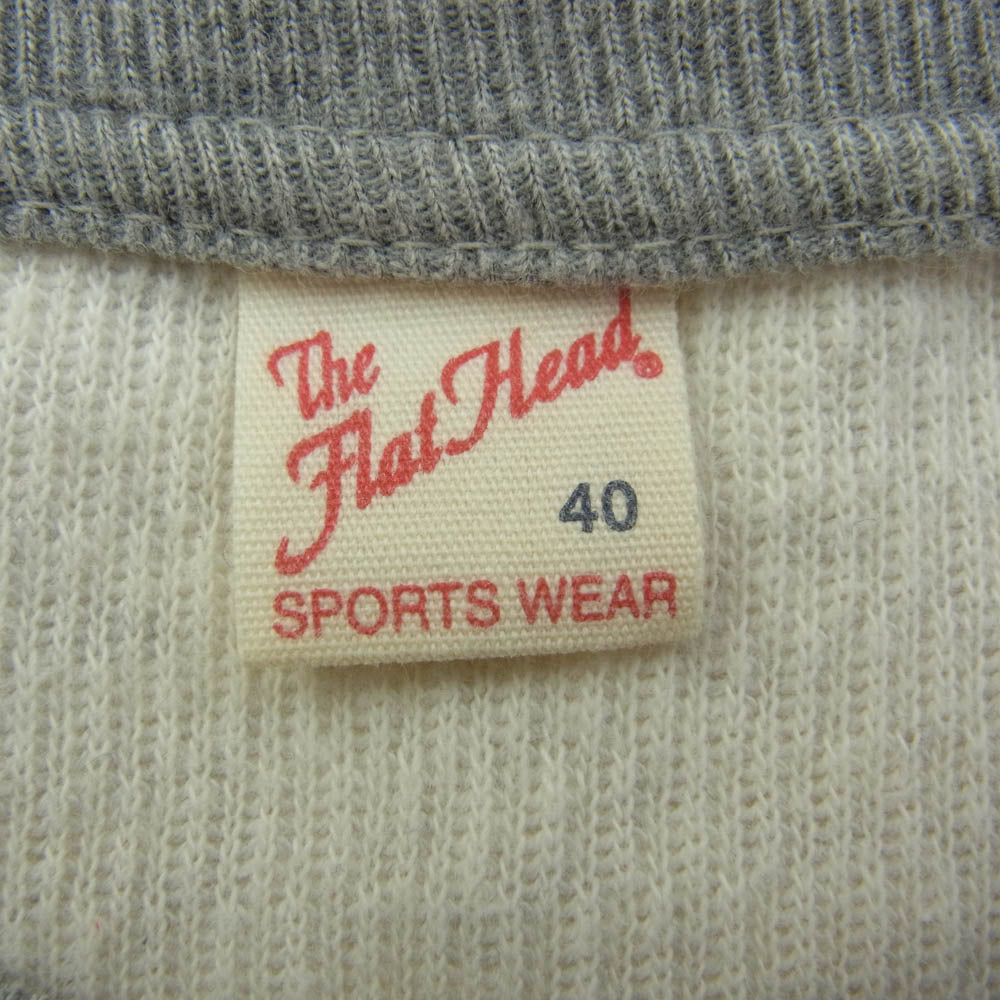 The
Flat Head®
40
SPORTS WEAR